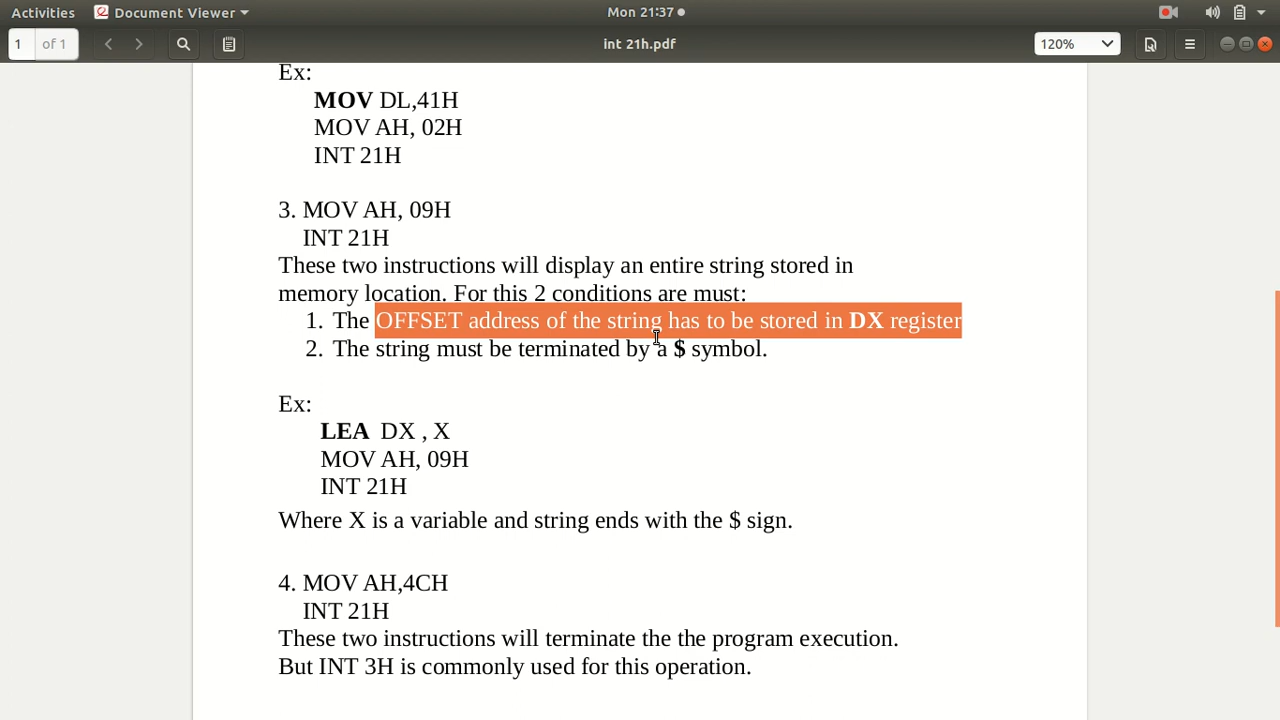 Activities Document Viewer Mon 21:37
1 of 1 int 21h.pdf 120%
Ex:
MOV DL,41H
MOV AH, 02H
INT 21H
3. MOV AH, 09H
INT 21H
These two instructions will display an entire string stored in
memory location. For this 2 conditions are must:
1. The OFFSET address of the string has to be stored in DX register
2. The string must be terminated by a $ symbol.
Ex:
LEA DX , X
MOV AH, 09H
INT 21H
Where X is a variable and string ends with the $ sign.
4. MOV AH,4CH
INT 21H
These two instructions will terminate the the program execution.
But INT 3H is commonly used for this operation.